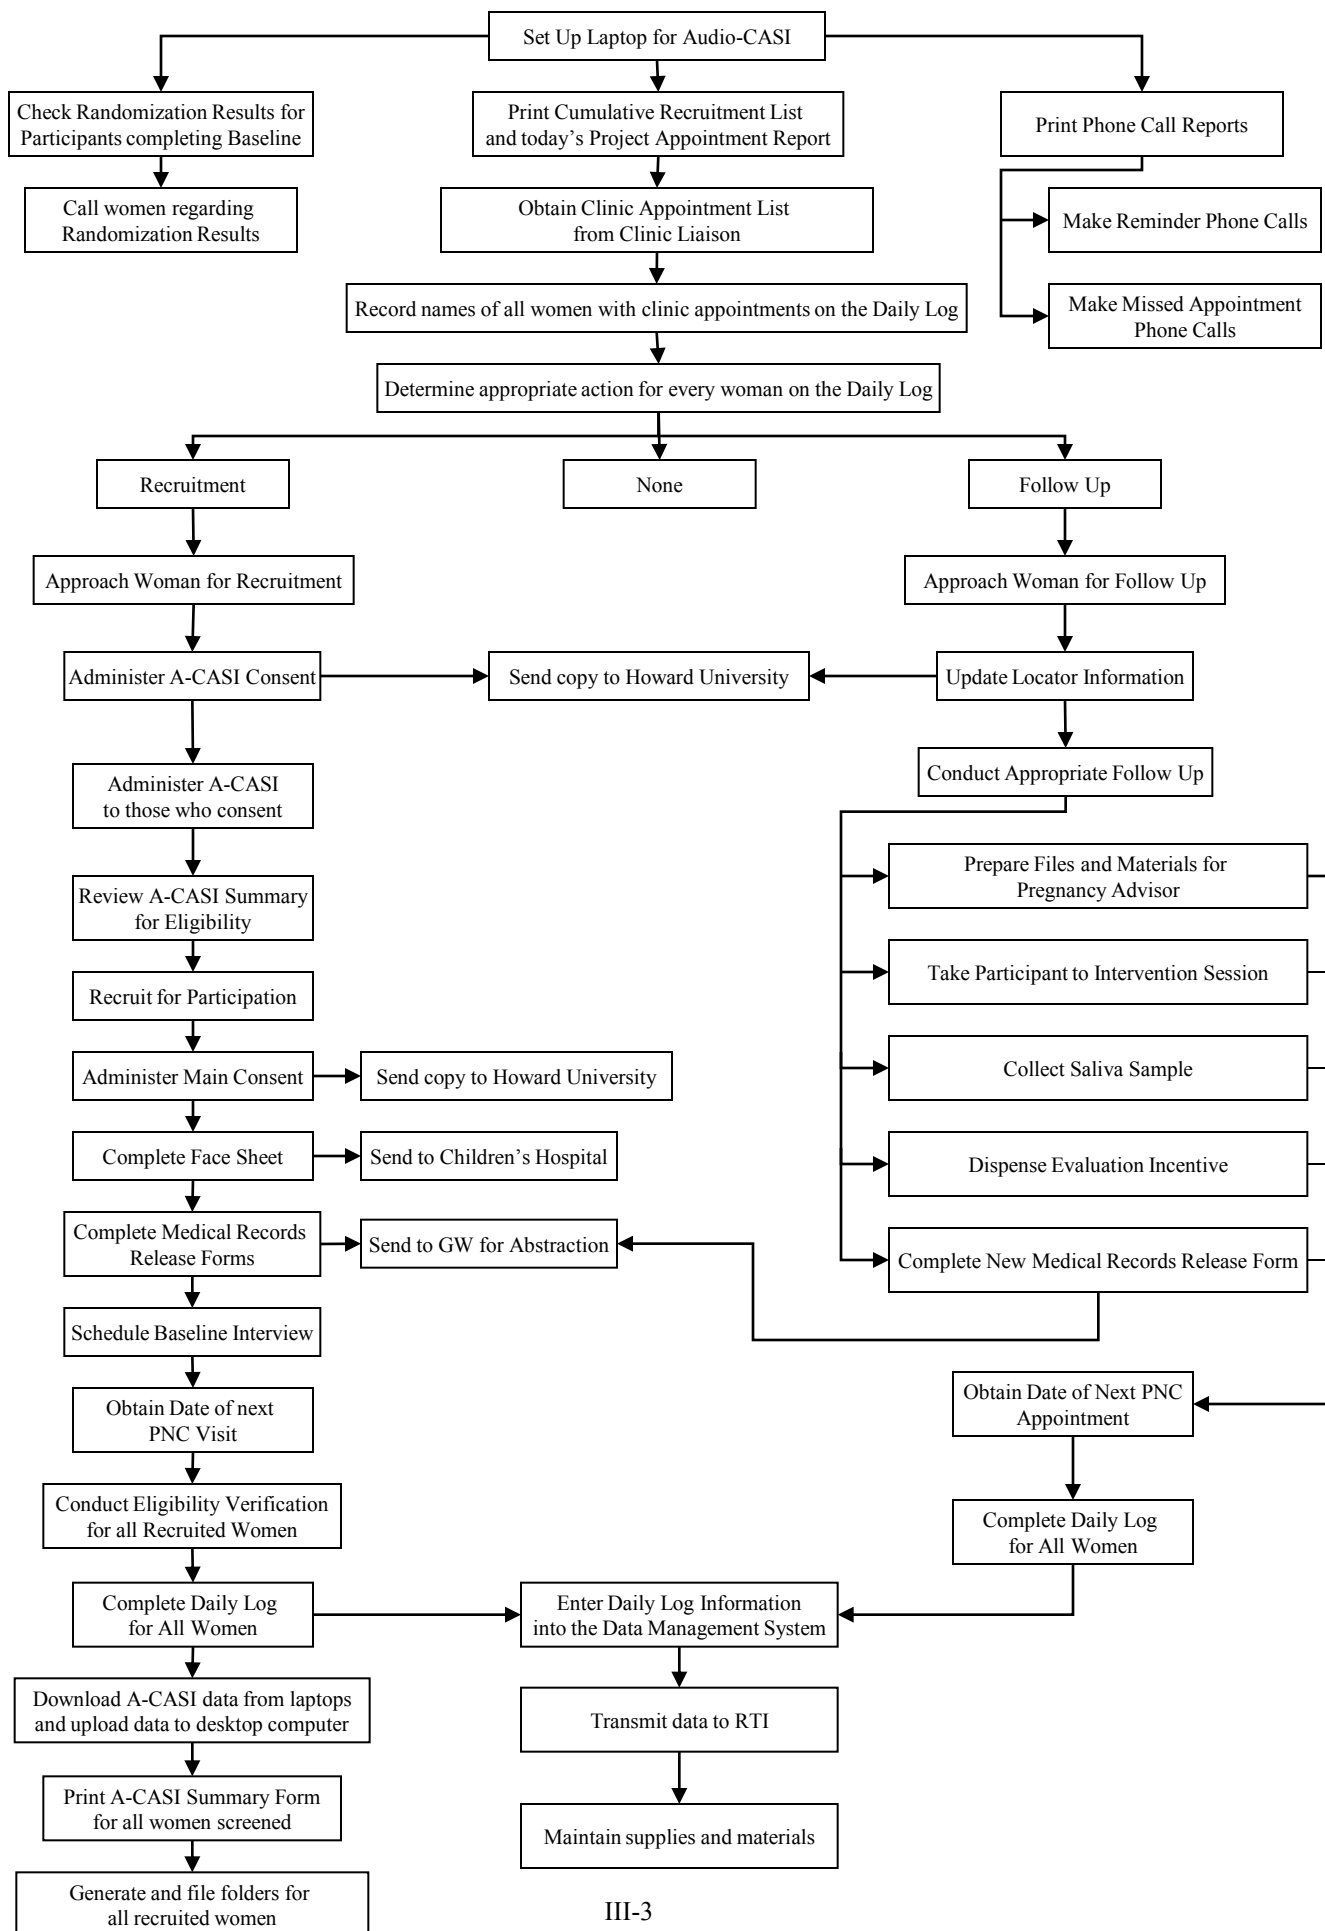 Set Up Laptop for Audio-CASI
Check Randomization Results for
Participants completing Baseline
Print Cumulative Recruitment List
and today's Project Appointment Report
Print Phone Call Reports
Call women regarding
Randomization Results
Obtain Clinic Appointment List
from Clinic Liaison
Make Reminder Phone Calls
Record names of all women with clinic appointments on the Daily Log
Make Missed Appointment
Phone Calls
Determine appropriate action for every woman on the Daily Log
Recruitment
None
Follow Up
Approach Woman for Recruitment
Approach Woman for Follow Up
Administer A-CASI Consent
Send copy to Howard University
Update Locator Information
Administer A-CASI
to those who consent
Conduct Appropriate Follow Up
Review A-CASI Summary
for Eligibility
Prepare Files and Materials for
Pregnancy Advisor
Recruit for Participation
Take Participant to Intervention Session
Administer Main Consent
Send copy to Howard University
Collect Saliva Sample
Complete Face Sheet
Send to Children's Hospital
Dispense Evaluation Incentive
Complete Medical Records
Release Forms
Send to GW for Abstraction
Complete New Medical Records Release Form
Schedule Baseline Interview
Obtain Date of next
PNC Visit
Obtain Date of Next PNC
Appointment
Conduct Eligibility Verification
for all Recruited Women
Complete Daily Log
for All Women
Complete Daily Log
for All Women
Enter Daily Log Information
into the Data Management System
Download A-CASI data from laptops
and upload data to desktop computer
Transmit data to RTI
Print A-CASI Summary Form
for all women screened
Maintain supplies and materials
Generate and file folders for
all recruited women
III-3